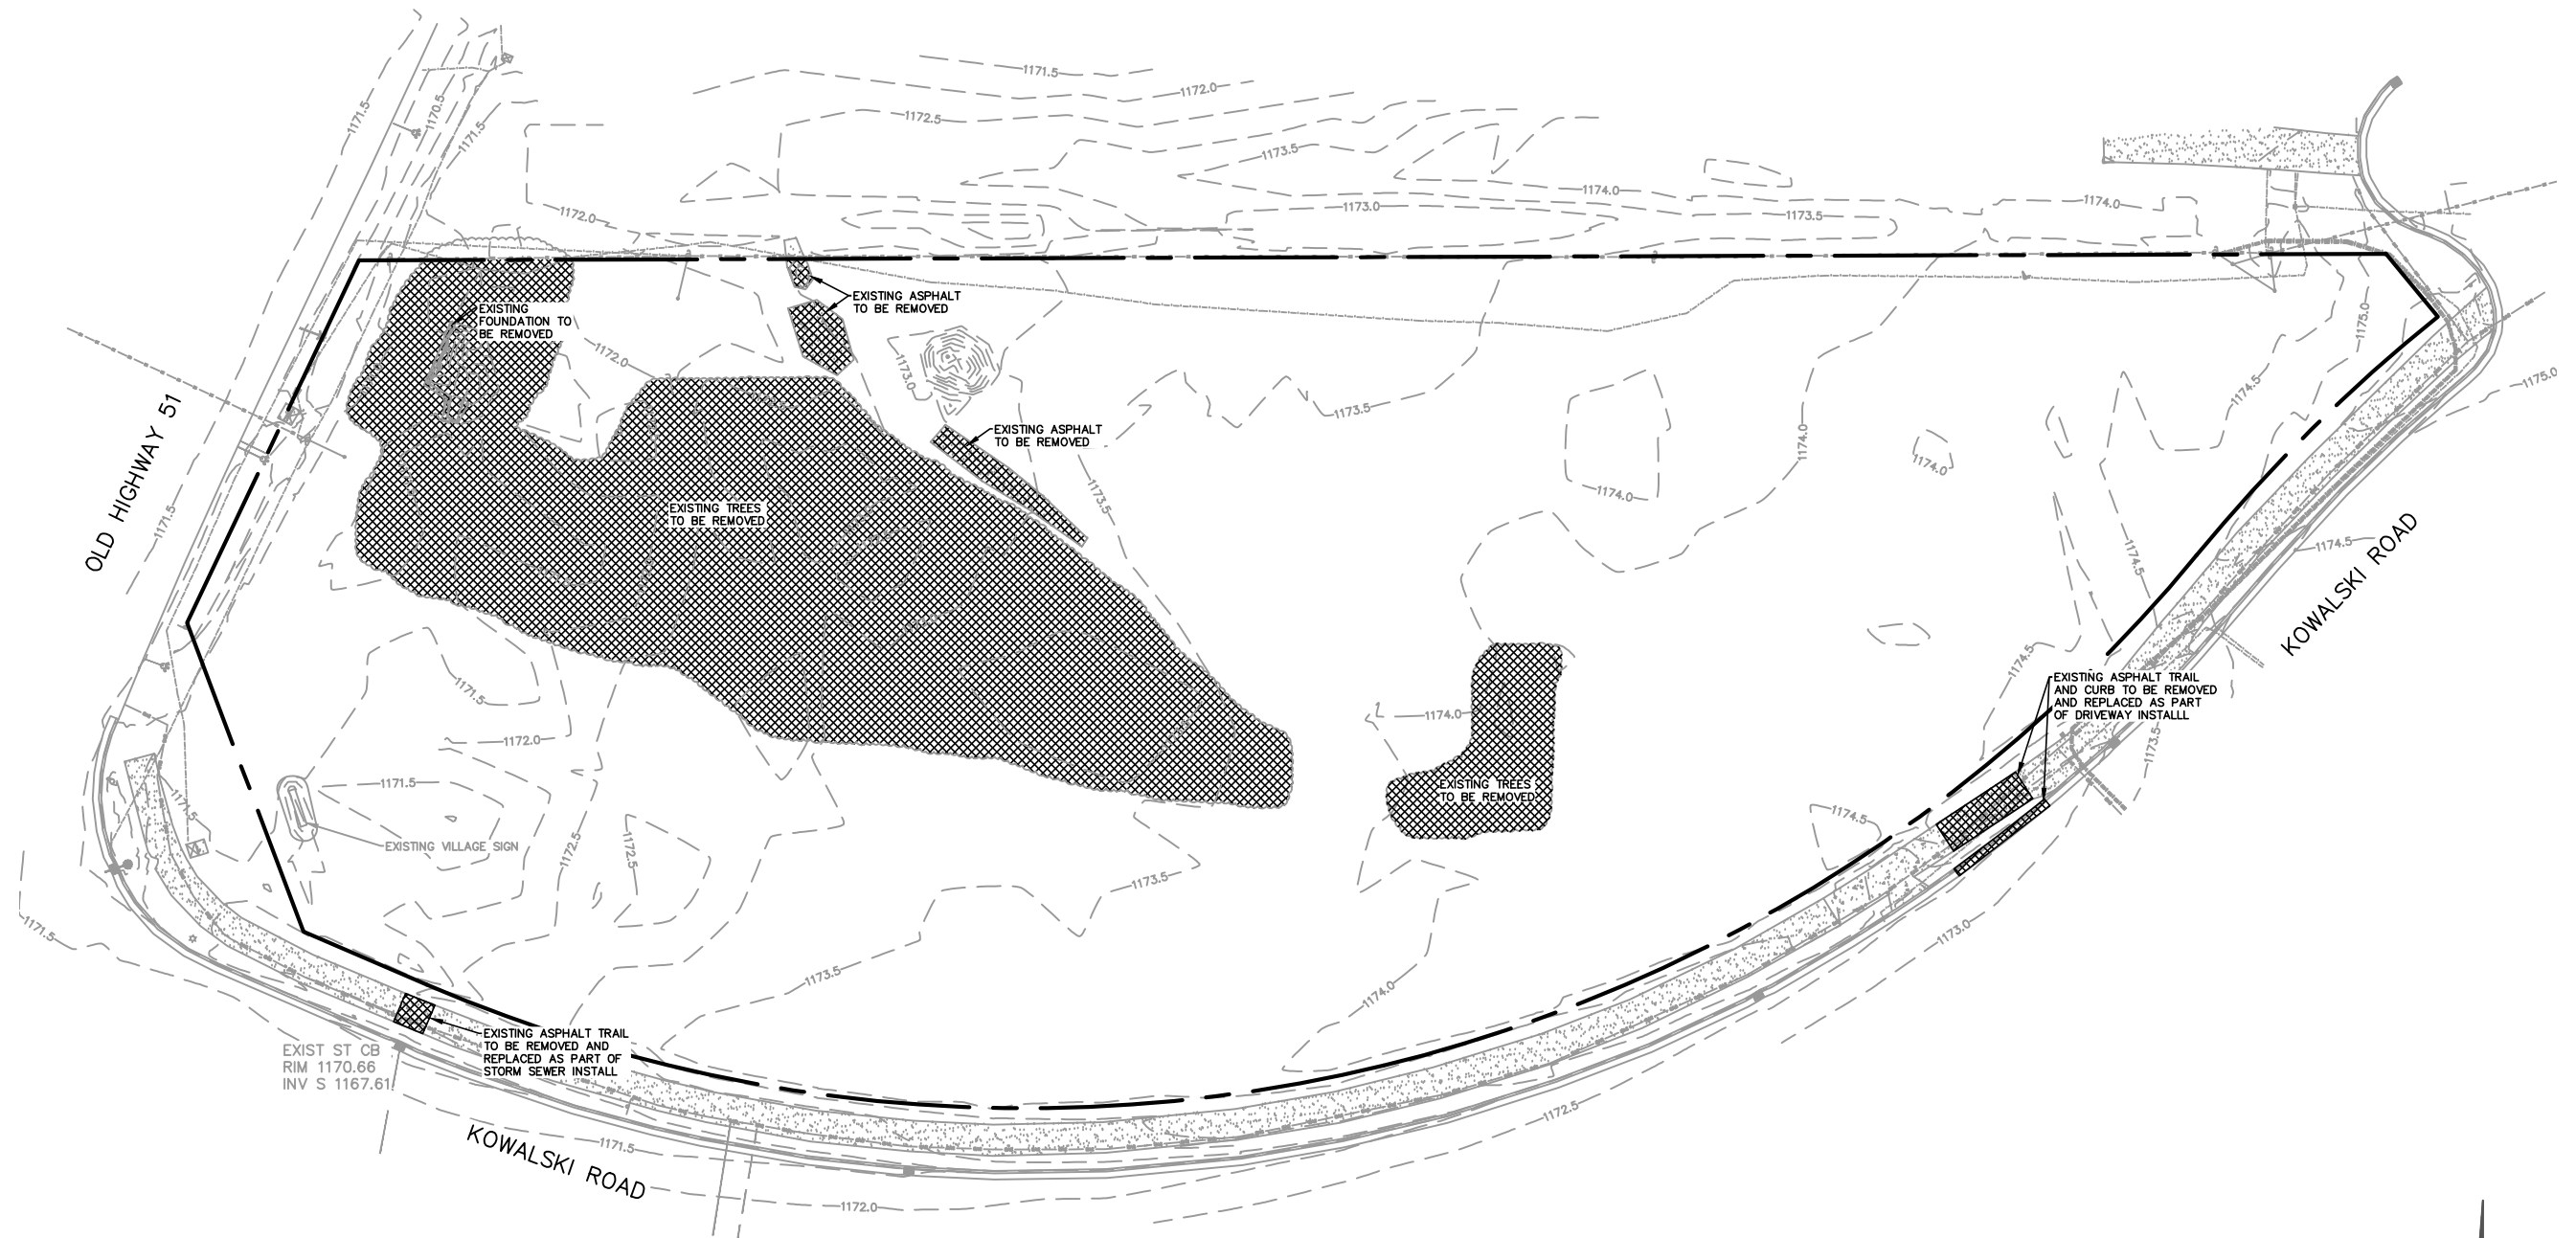 1171.5
1172.0
1171.5
1170.5
1171.5
1172.5
1173.5
1172.0
1174.0
1173.0
1173.5
1174.0
EXISTING ASPHALT
TO BE REMOVED
EXISTING
FOUNDATION TO
BE REMOVED
1172.0
1173.0
1175.0
1175.0
1174.5
1173.5
EXISTING ASPHALT
TO BE REMOVED
1174.0
1174.0
1174.0
1173.5
OLD HIGHWAY 51
1171.5
EXISTING TREES
TO BE REMOVED
1174.5
1174.5
KOWALSKI ROAD
1174.5
EXISTING ASPHALT TRAIL
AND CURB TO BE REMOVED
AND REPLACED AS PART
OF DRIVEWAY INSTALLL
1173.5
1171.5
1172.0
1174.0
1171.5
1171.5
EXISTING TREES
TO BE REMOVED
1174.5
EXISTING VILLAGE SIGN
1172.5
1172.5
1173.5
1171.5
1173.0
1173.5
1174.0
EXISTING ASPHALT TRAIL
TO BE REMOVED AND
REPLACED AS PART OF
STORM SEWER INSTALL
EXIST ST CB
RIM 1170.66
INV S 1167.61
KOWALSKI ROAD
1171.5
1172.5
1172.0